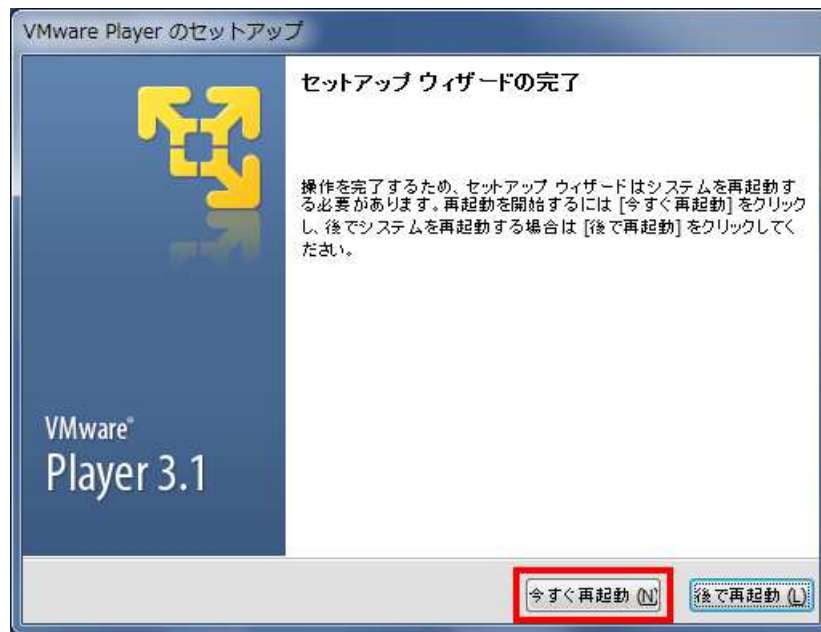 VMware Player のセットアップ
セットアップ ウィザードの完了
操作を完了するため、セットアップ ウィザードはシステムを再起動す
る必要があります。再起動を開始するには [今すぐ再起動] をクリック
し、後でシステムを再起動する場合は [後で再起動] をクリックしてく
ださい。
VMware®
Player 3.1
今すぐ再起動 (N)
後で再起動 (L)